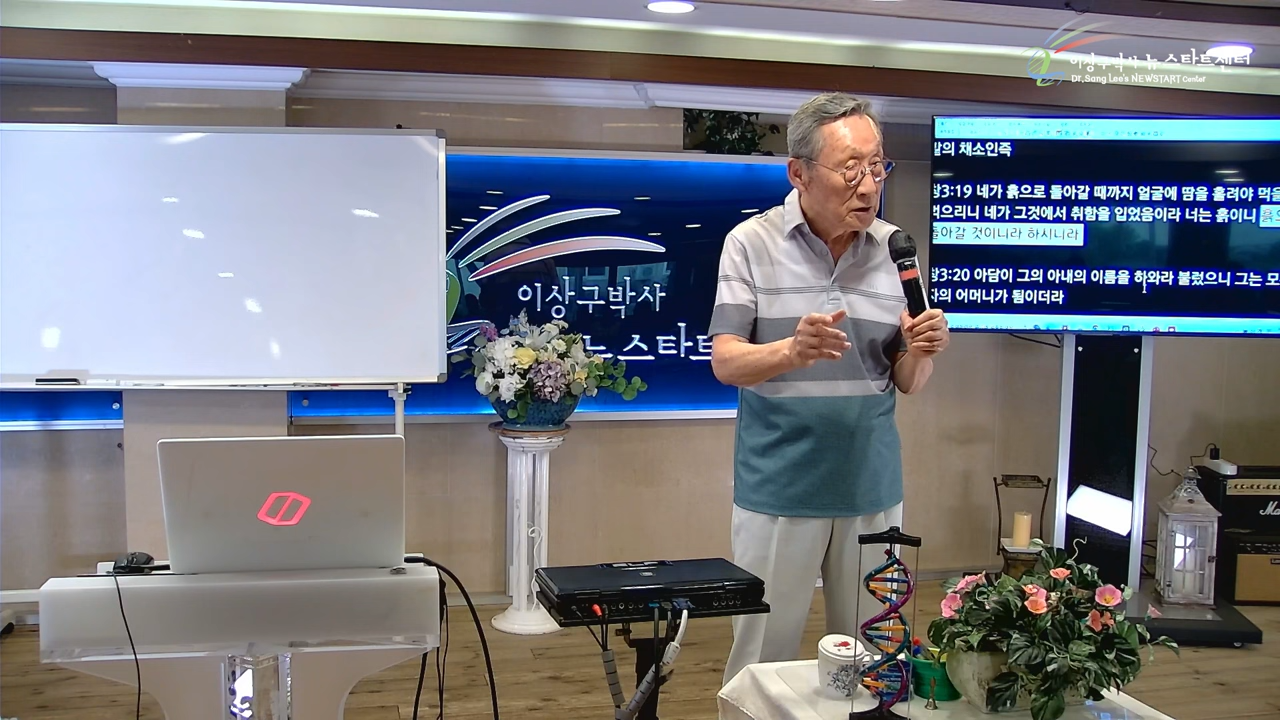 이상구박사 뉴 스타트센터
Dr. Sang Lee's NEWSTART Center
이상구박사
뉴 스타트
채소인즉
3:19 네가 흙으로 돌아갈 때까지 얼굴에 땀을 흘려야
먹으리니 네가 그것에서 취함을 입었음이라 너는 흙이니
돌아갈 것이니라 하시니라
3:20 아담이 그의 아내의 이름을 하와라 불렀으니 그는
자의 어머니가 됨이더라